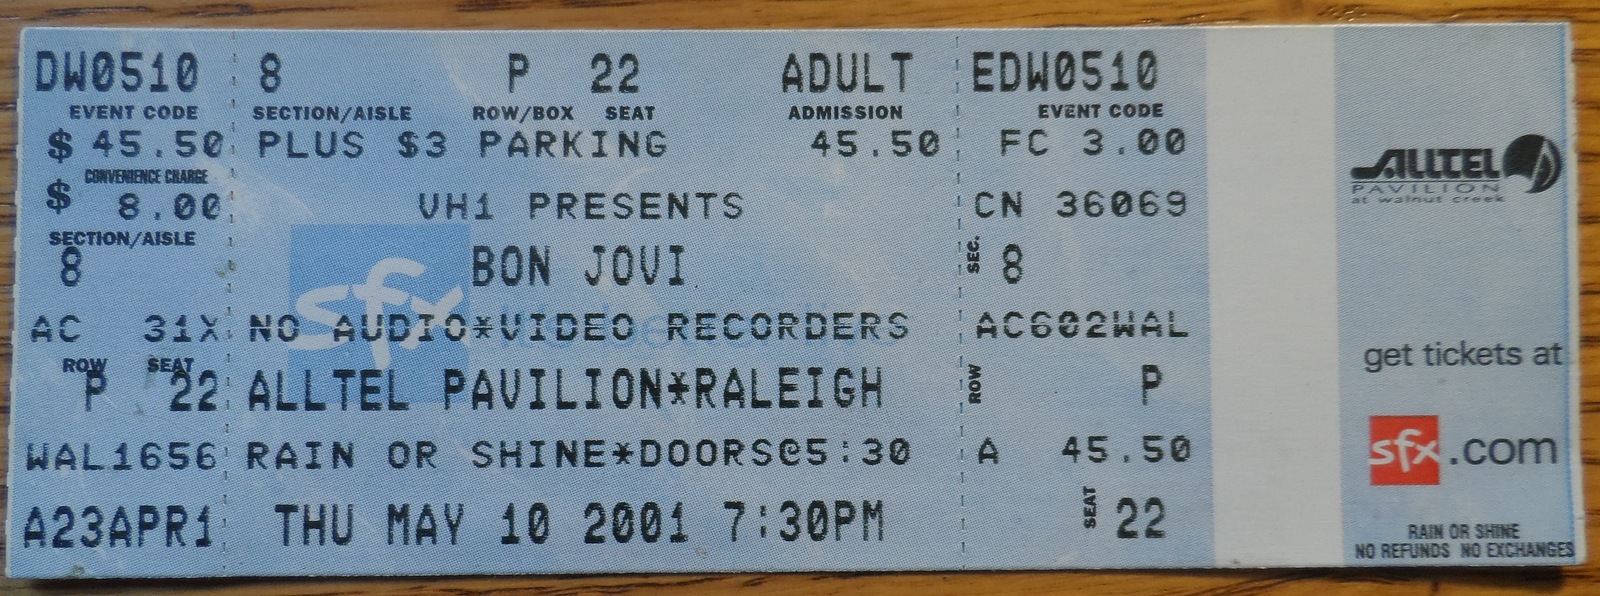 DW0510 8 P 22 ADULT EDW0510
EVENT CODE SECTION/AISLE ROW/BOX SEAT ADMISSION EVENT CODE
$ 45.50 PLUS $3 PARKING 45.50 FC 3.00
CONVENIENCE CHARGE
$ 8.00 VH1 PRESENTS CN 36069
SECTION/AISLE
8 BON JOVI SEC. 8
sfx
AC 31X NO AUDIO*VIDEO RECORDERS AC602WAL
ROW SEAT
P 22 ALLTEL PAVILION*RALEIGH ROW P
WAL1656 RAIN OR SHINE*DOORS@5:30 A 45.50
A23APR1 THU MAY 10 2001 7:30PM SEAT 22
ALLTEL
PAVILION
at walnut creek
get tickets at
sfx.com
RAIN OR SHINE
NO REFUNDS NO EXCHANGES